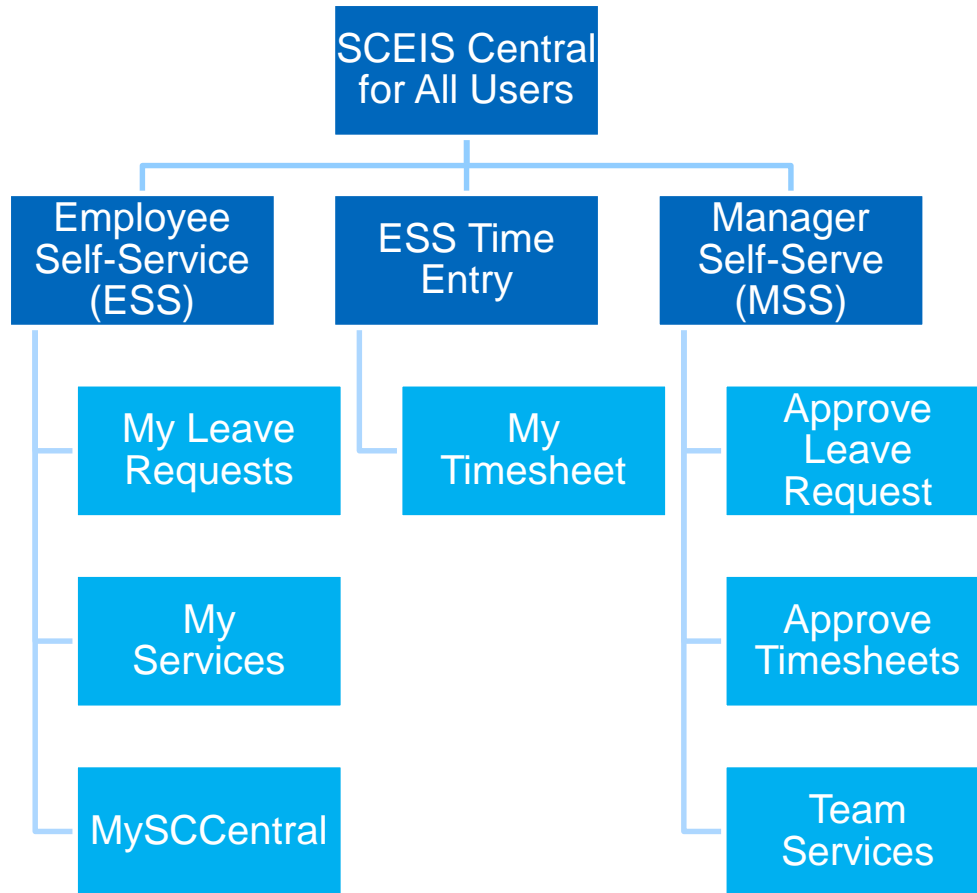 SCEIS Central
for All Users
Employee
Self-Service
(ESS)
ESS Time
Entry
Manager
Self-Serve
(MSS)
My Leave
Requests
My
Timesheet
Approve
Leave
Request
My
Services
Approve
Timesheets
MySCCentral
Team
Services